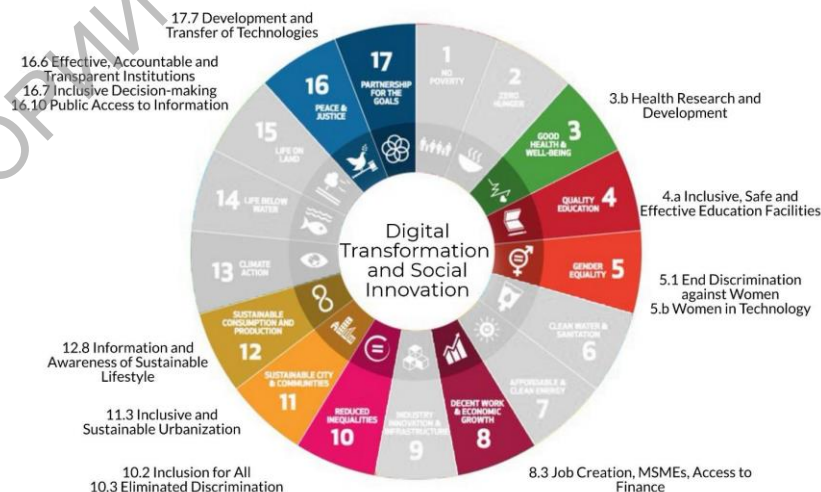 17.7 Development and
Transfer of Technologies
16.6 Effective, Accountable and
Transparent Institutions
16.7 Inclusive Decision-making
16.10 Public Access to Information
3.b Health Research and
Development
4.a Inclusive, Safe and
Effective Education Facilities
5.1 End Discrimination
against Women
5.b Women in Technology
8.3 Job Creation, MSMEs, Access to
Finance
10.2 Inclusion for All
10.3 Eliminated Discrimination
11.3 Inclusive and
Sustainable Urbanization
12.8 Information and
Awareness of Sustainable
Lifestyle
Digital
Transformation
and Social
Innovation
1
NO
POVERTY
2
ZERO
HUNGER
GOOD
HEALTH &
WELL-BEING
3
QUALITY
EDUCATION
4
GENDER
EQUALITY
5
CLEAN WATER &
SANITATION
6
AFFORDABLE &
CLEAN ENERGY
7
DECENT WORK
& ECONOMIC
GROWTH
8
INDUSTRY
INNOVATION &
INFRASTRUCTURE
9
REDUCED
INEQUALITIES
10
SUSTAINABLE CITY
& COMMUNITIES
11
SUSTAINABLE
CONSUMPTION AND
PRODUCTION
12
13
CLIMATE
ACTION
14
LIFE BELOW
WATER
15
LIFE ON
LAND
16
PEACE &
JUSTICE
17
PARTNERSHIP
FOR THE
GOALS
ОРИЙ